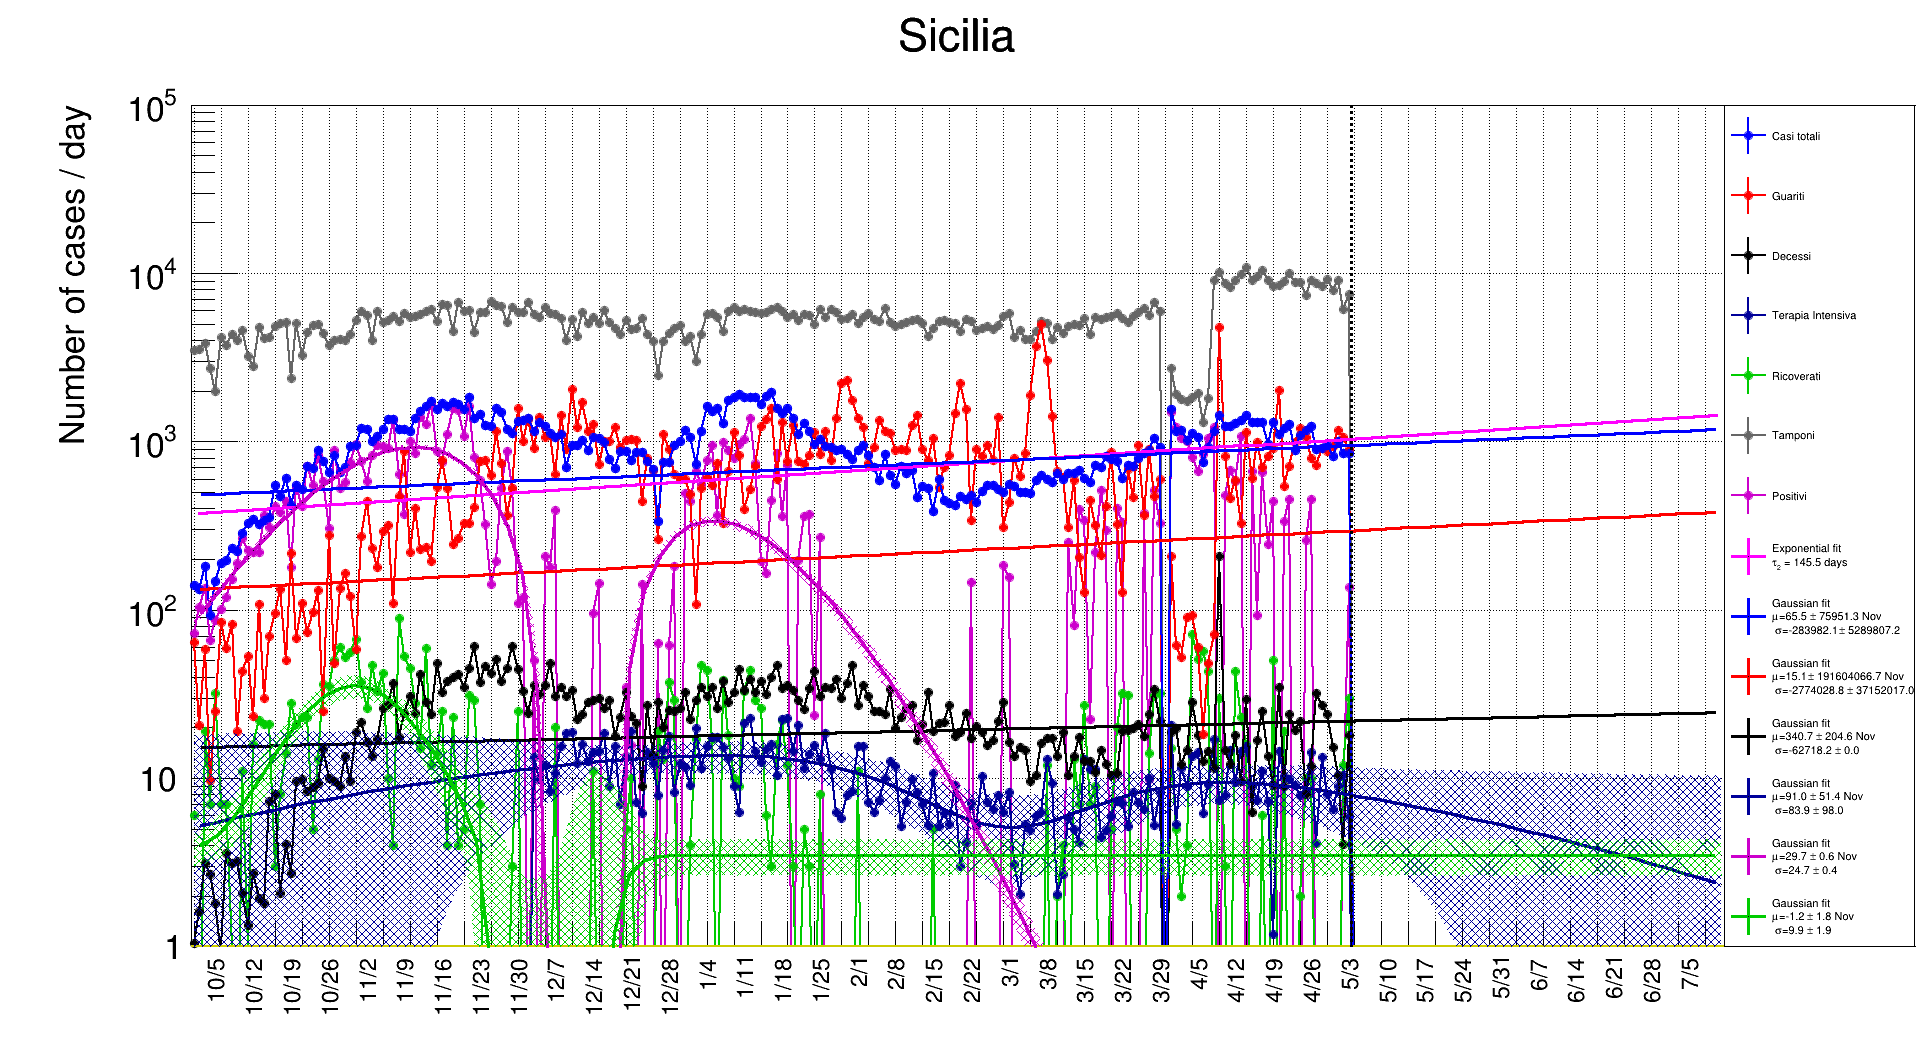 Sicilia
Number of cases / day
10^5
10^4
10^3
10^2
10
1
10/5
10/12
10/19
10/26
11/2
11/9
11/16
11/23
11/30
12/7
12/14
12/21
12/28
1/4
1/11
1/18
1/25
2/1
2/8
2/15
2/22
3/1
3/8
3/15
3/22
3/29
4/5
4/12
4/19
4/26
5/3
5/10
5/17
5/24
5/31
6/7
6/14
6/21
6/28
7/5
Casi totali
Guariti
Decessi
Terapia Intensiva
Ricoverati
Tamponi
Positivi
Exponential fit
τ₂ = 145.5 days
Gaussian fit
μ=65.5 ± 75951.3 Nov
σ=-283982.1± 5289807.2
Gaussian fit
μ=15.1± 191604066.7 Nov
σ=-2774028.8 ± 37152017.0
Gaussian fit
μ=340.7 ± 204.6 Nov
σ=-62718.2 ± 0.0
Gaussian fit
μ=91.0 ± 51.4 Nov
σ=83.9 ± 98.0
Gaussian fit
μ=29.7 ± 0.6 Nov
σ=24.7 ± 0.4
Gaussian fit
μ=-1.2 ± 1.8 Nov
σ=9.9 ± 1.9